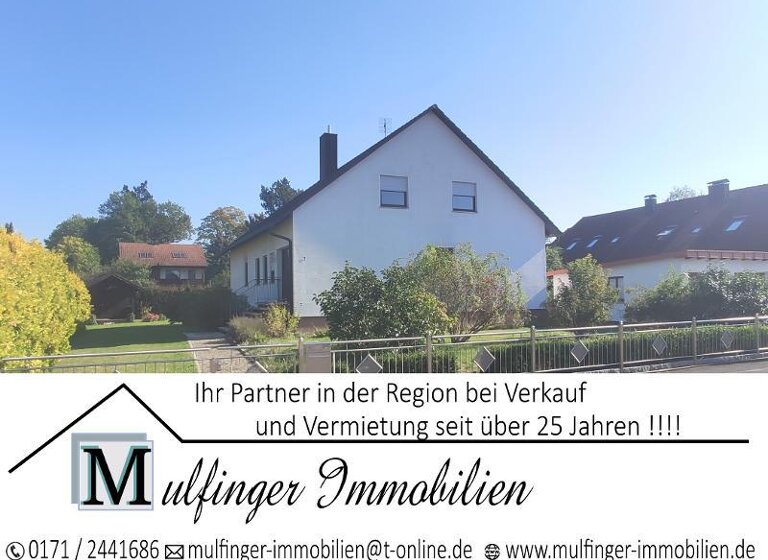 Ihr Partner in der Region bei Verkauf
und Vermietung seit über 25 Jahren !!!!
Mulfinger Immobilien
0171 / 2441686 mulfinger-immobilien@t-online.de www.mulfinger-immobilien.de